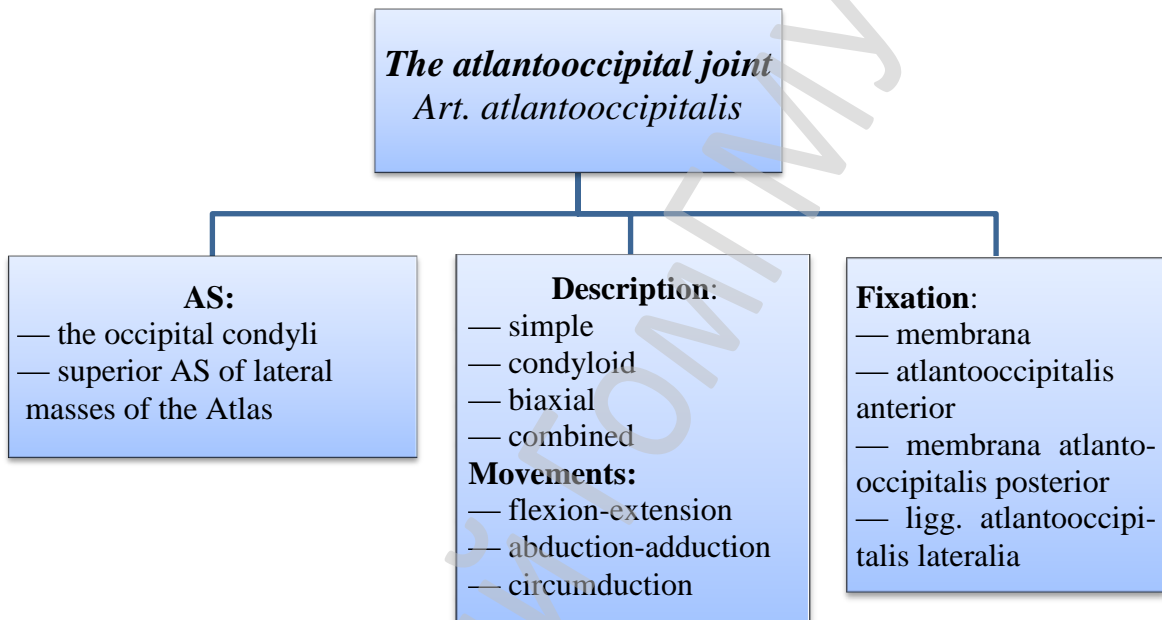 The atlantooccipital joint
Art. atlantooccipitalis
AS:
— the occipital condyli
— superior AS of lateral
masses of the Atlas
Description:
— simple
— condyloid
— biaxial
— combined
Movements:
— flexion-extension
— abduction-adduction
— circumduction
Fixation:
— membrana
— atlantooccipitalis
anterior
— membrana atlanto-
occipitalis posterior
— ligg. atlantooccipi-
talis lateralia
й ГомГМУ